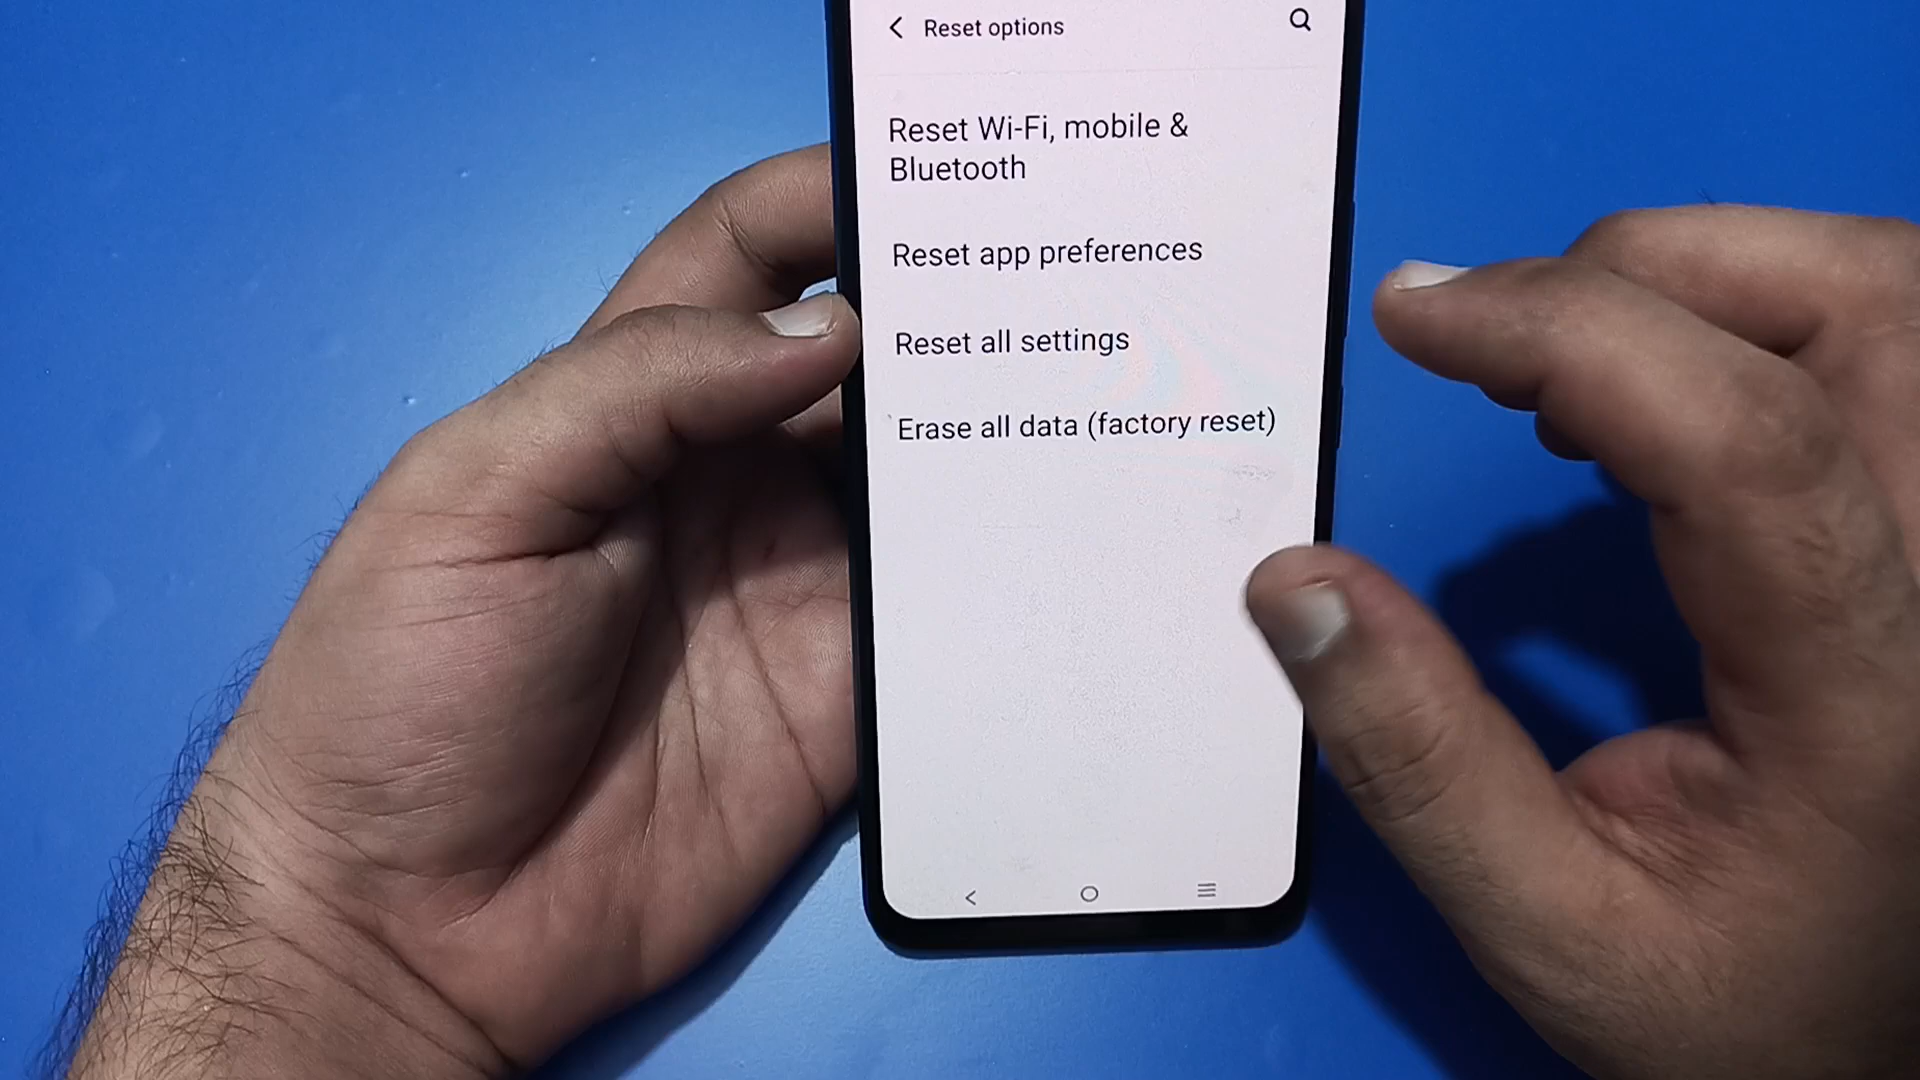 Reset options
Reset Wi-Fi, mobile &
Bluetooth
Reset app preferences
Reset all settings
Erase all data (factory reset)